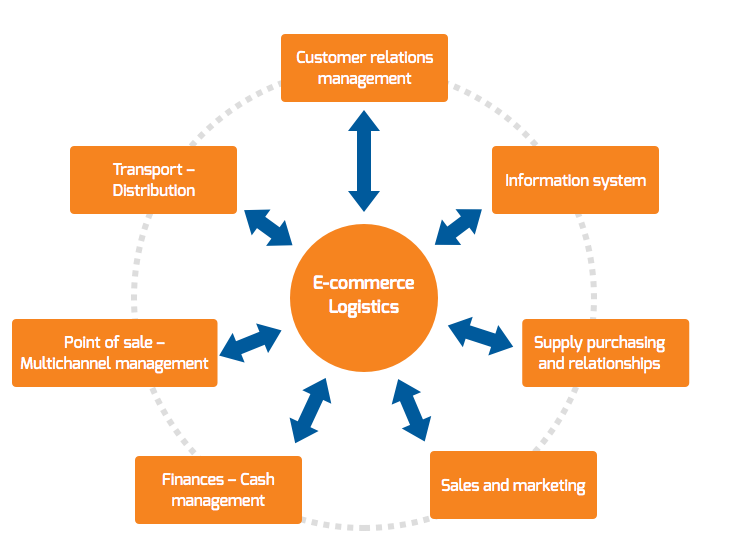 Customer relations
management
Transport –
Distribution
Information system
E-commerce
Logistics
Point of sale –
Multichannel management
Supply purchasing
and relationships
Finances – Cash
management
Sales and marketing